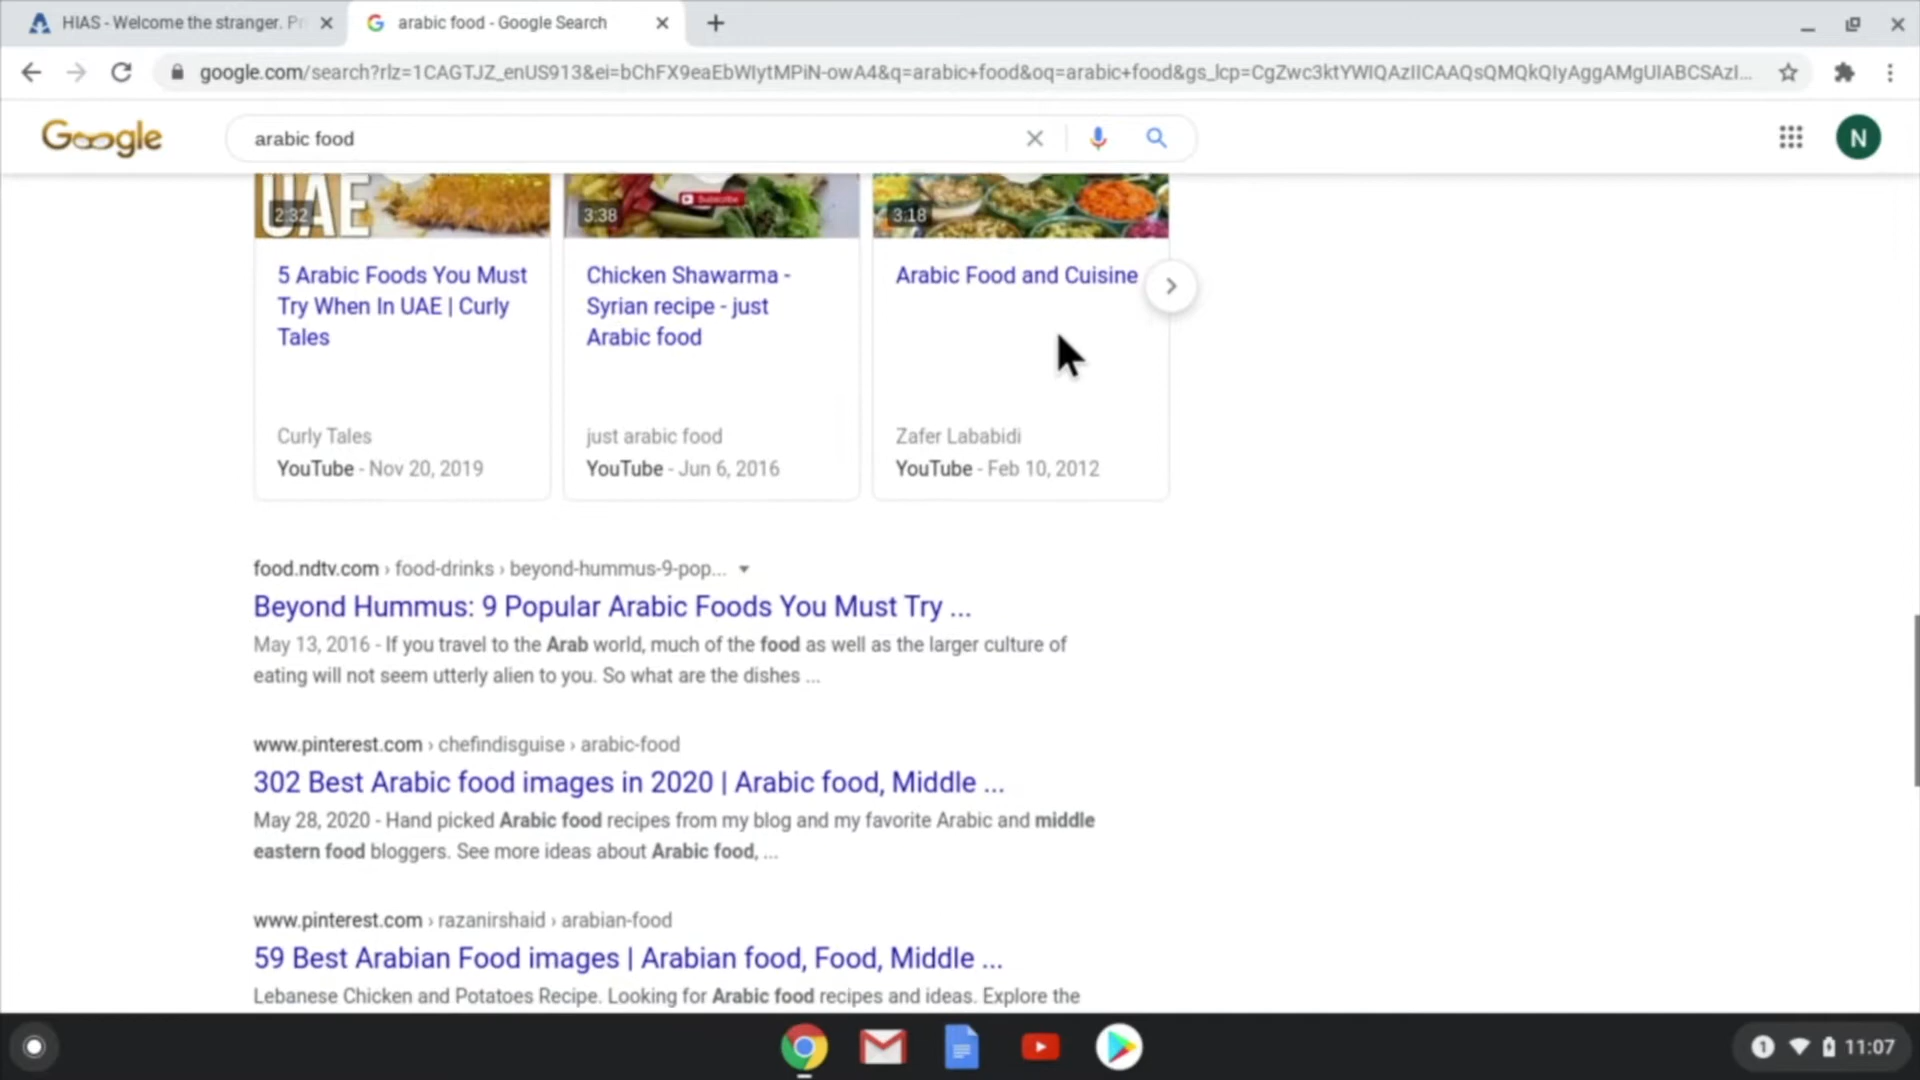 HIAS - Welcome the stranger. Pr
arabic food - Google Search
google.com/search?rlz=1CAGTJZ_enUS913&ei=bChFX9eaEbWIytMPiN-owA4&q=arabic+food&oq=arabic+food&gs_lcp=CgZwc3ktYWIQAzIICAAQsQMQkQIyAggAMgUIABCSAzI...
Google
arabic food
N
UAE
2:32
3:38
Subscribe
3:18
5 Arabic Foods You Must
Try When In UAE | Curly
Tales
Chicken Shawarma -
Syrian recipe - just
Arabic food
Arabic Food and Cuisine
Curly Tales
YouTube - Nov 20, 2019
just arabic food
YouTube - Jun 6, 2016
Zafer Lababidi
YouTube - Feb 10, 2012
food.ndtv.com › food-drinks › beyond-hummus-9-pop...
Beyond Hummus: 9 Popular Arabic Foods You Must Try ...
May 13, 2016 - If you travel to the Arab world, much of the food as well as the larger culture of
eating will not seem utterly alien to you. So what are the dishes ...
www.pinterest.com › chefindisguise › arabic-food
302 Best Arabic food images in 2020 | Arabic food, Middle ...
May 28, 2020 - Hand picked Arabic food recipes from my blog and my favorite Arabic and middle
eastern food bloggers. See more ideas about Arabic food, ...
www.pinterest.com › razanirshaid › arabian-food
59 Best Arabian Food images | Arabian food, Food, Middle ...
Lebanese Chicken and Potatoes Recipe. Looking for Arabic food recipes and ideas. Explore the
1
11:07